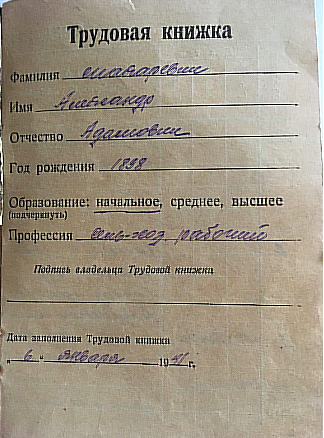 Трудовая книжка
Фамилия
Имя Александр
Отчество Адамович
Год рождения 1898
Образование: начальное, среднее, высшее
(подчеркнуть)
Профессия сель-хоз рабочий
Подпись владельца Трудовой книжки
Дата заполнения Трудовой книжки
„6" января 1941 г.